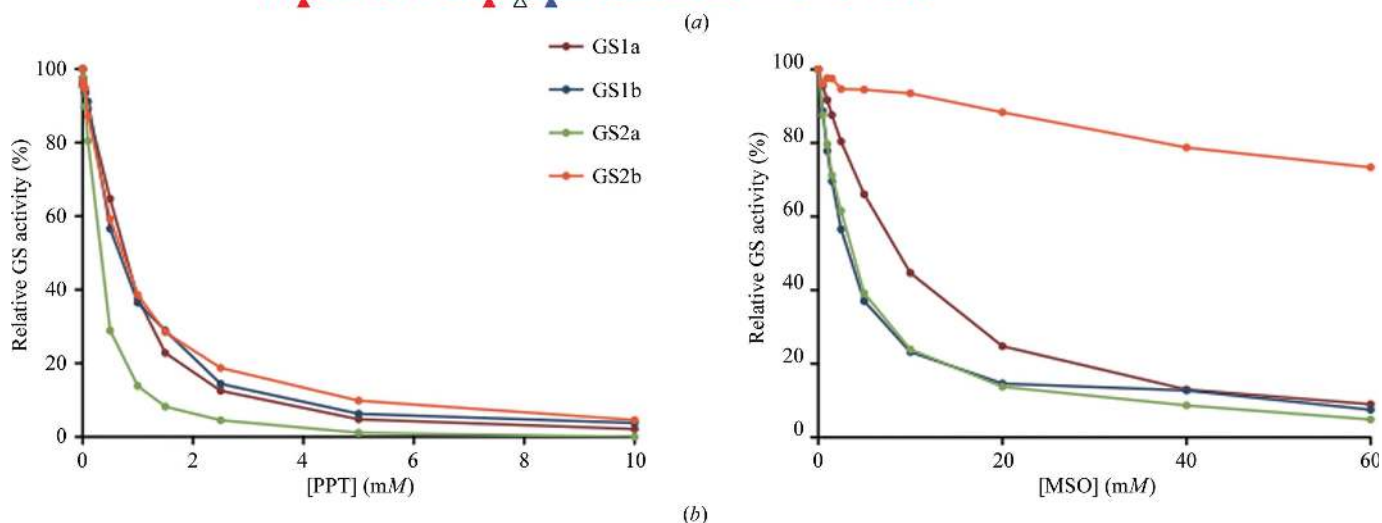 (a)
GS1a
GS1b
GS2a
GS2b
Relative GS activity (%)
100
80
60
40
20
0
0 2 4 6 8 10
[PPT] (mM)
Relative GS activity (%)
100
80
60
40
20
0
0 20 40 60
[MSO] (mM)
(b)